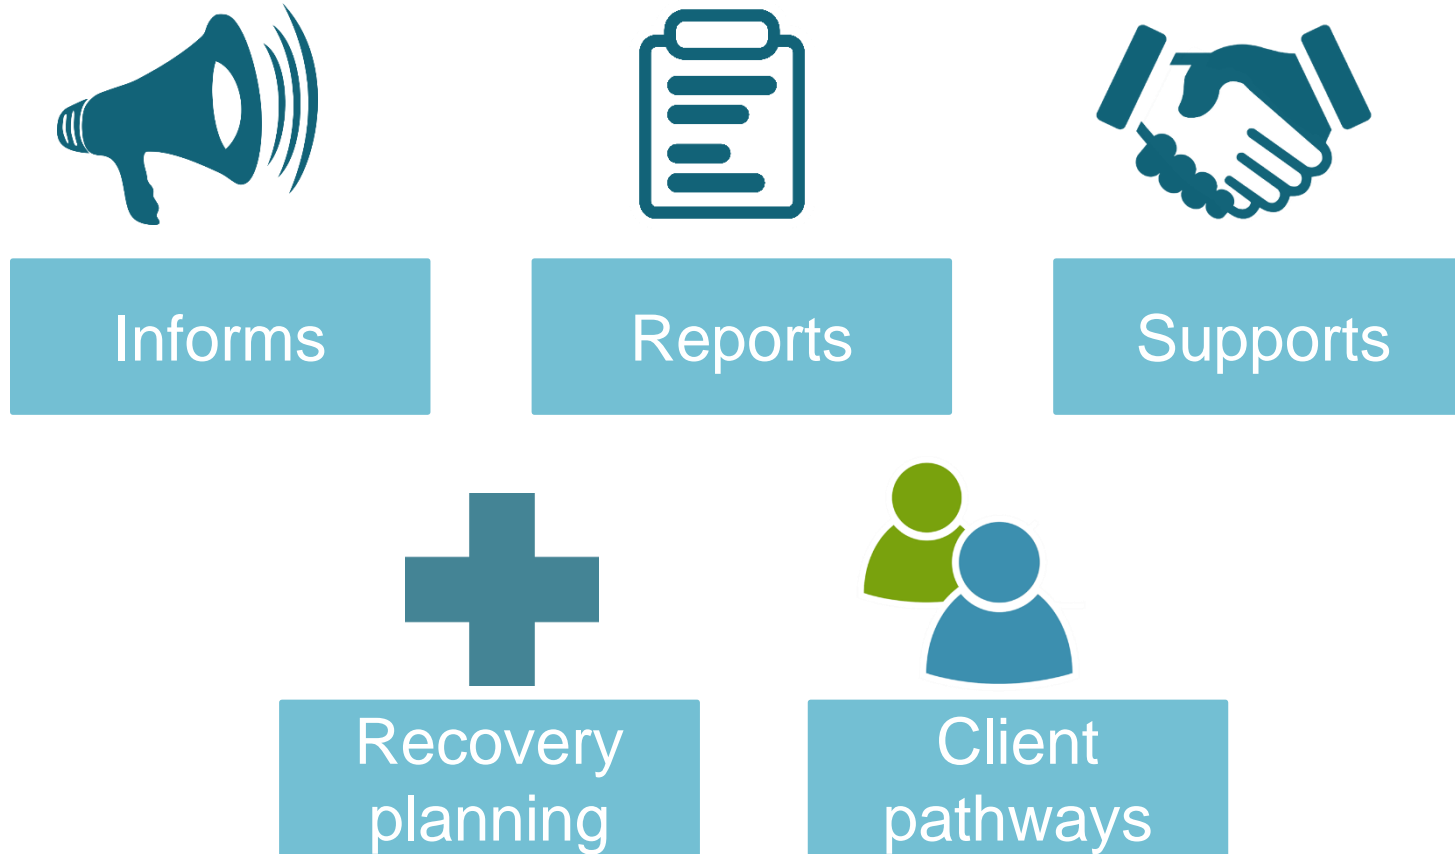 Informs
Reports
Supports
Recovery
planning
Client
pathways